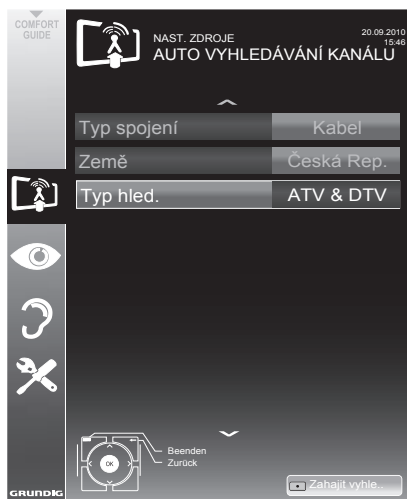 COMFORT
GUIDE
NAST. ZDROJE
20.09.2010
15:46
AUTO VYHLEDÁVÁNÍ KANÁLU
Typ spojení
Kabel
Země
Česká Rep.
Typ hled.
ATV & DTV
OK
Beenden
Zurück
Zahajit vyhle..
GRUNDIG